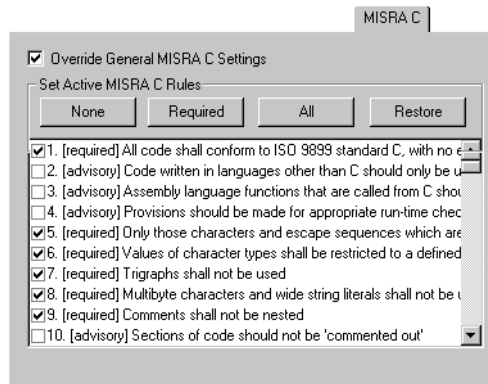 MISRA C
Override General MISRA C Settings
Set Active MISRA C Rules
None Required All Restore
1. [required] All code shall conform to ISO 9899 standard C, with no
2. [advisory] Code written in languages other than C should only be
3. [advisory] Assembly language functions that are called from C
4. [advisory] Provisions should be made for appropriate run-time
5. [required] Only those characters and escape sequences which are
6. [required] Values of character types shall be restricted to a defined
7. [required] Trigraphs shall not be used
8. [required] Multibyte characters and wide string literals shall not be
9. [required] Comments shall not be nested
10. [advisory] Sections of code should not be 'commented out'